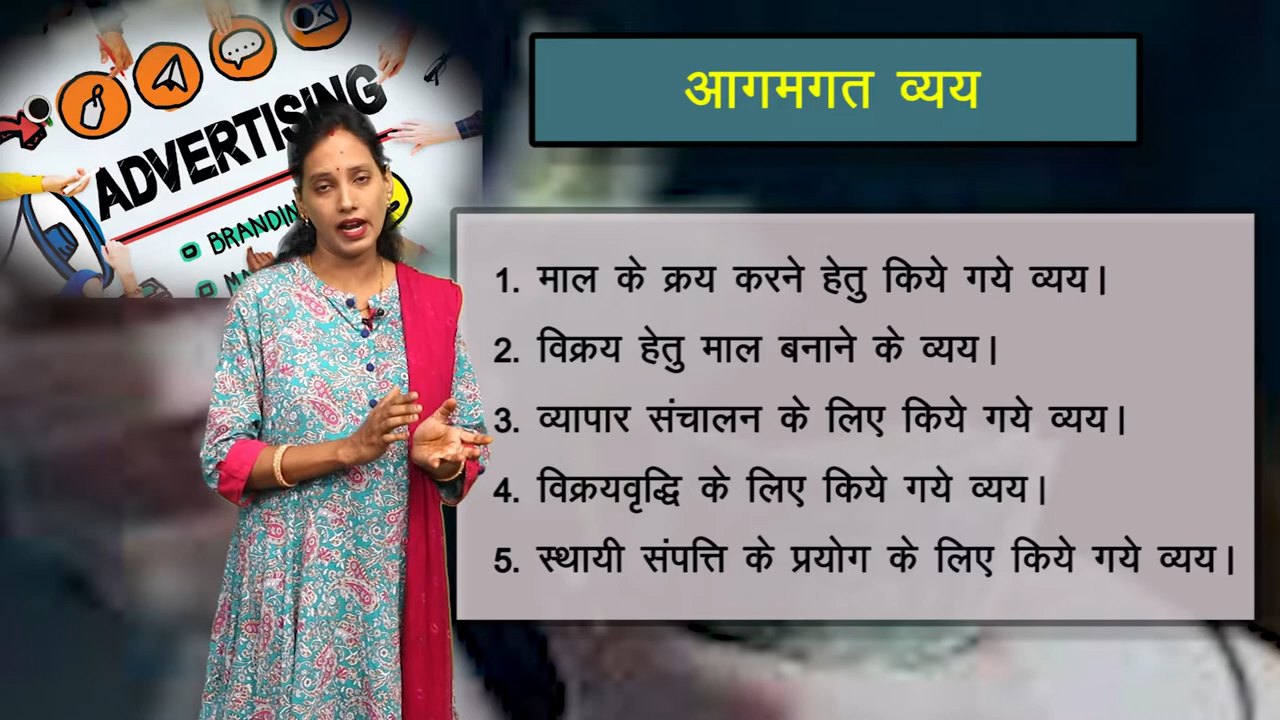 ADVERTISING
BRANDIN
MA
आगमगत व्यय
1. माल के क्रय करने हेतु किये गये व्यय।
2. विक्रय हेतु माल बनाने के व्यय।
3. व्यापार संचालन के लिए किये गये व्यय।
4. विक्रयवृद्धि के लिए किये गये व्यय।
5. स्थायी संपत्ति के प्रयोग के लिए किये गये व्यय।